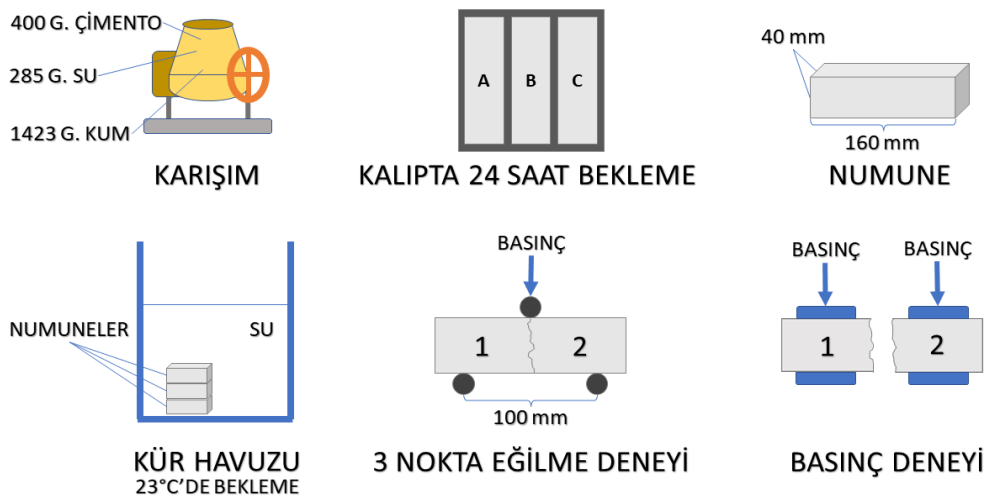 400 G. ÇİMENTO
285 G. SU
1423 G. KUM
KARIŞIM
A B C
KALIPTA 24 SAAT BEKLEME
40 mm
160 mm
NUMUNE
NUMUNELER
SU
KÜR HAVUZU
23°C'DE BEKLEME
BASINÇ
1 2
100 mm
3 NOKTA EĞİLME DENEYİ
BASINÇ BASINÇ
1 2
BASINÇ DENEYİ